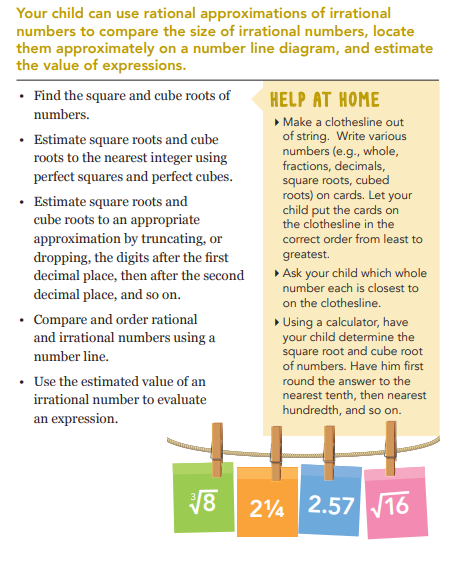 Your child can use rational approximations of irrational
numbers to compare the size of irrational numbers, locate
them approximately on a number line diagram, and estimate
the value of expressions.
• Find the square and cube roots of
numbers.
• Estimate square roots and cube
roots to the nearest integer using
perfect squares and perfect cubes.
• Estimate square roots and
cube roots to an appropriate
approximation by truncating, or
dropping, the digits after the first
decimal place, then after the second
decimal place, and so on.
• Compare and order rational
and irrational numbers using a
number line.
• Use the estimated value of an
irrational number to evaluate
an expression.
HELP AT HOME
▶ Make a clothesline out
of string. Write various
numbers (e.g., whole,
fractions, decimals,
square roots, cubed
roots) on cards. Let your
child put the cards on
the clothesline in the
correct order from least to
greatest.
▶ Ask your child which whole
number each is closest to
on the clothesline.
▶ Using a calculator, have
your child determine the
square root and cube root
of numbers. Have him first
round the answer to the
nearest tenth, then nearest
hundredth, and so on.
∛8
2¼
2.57
√16